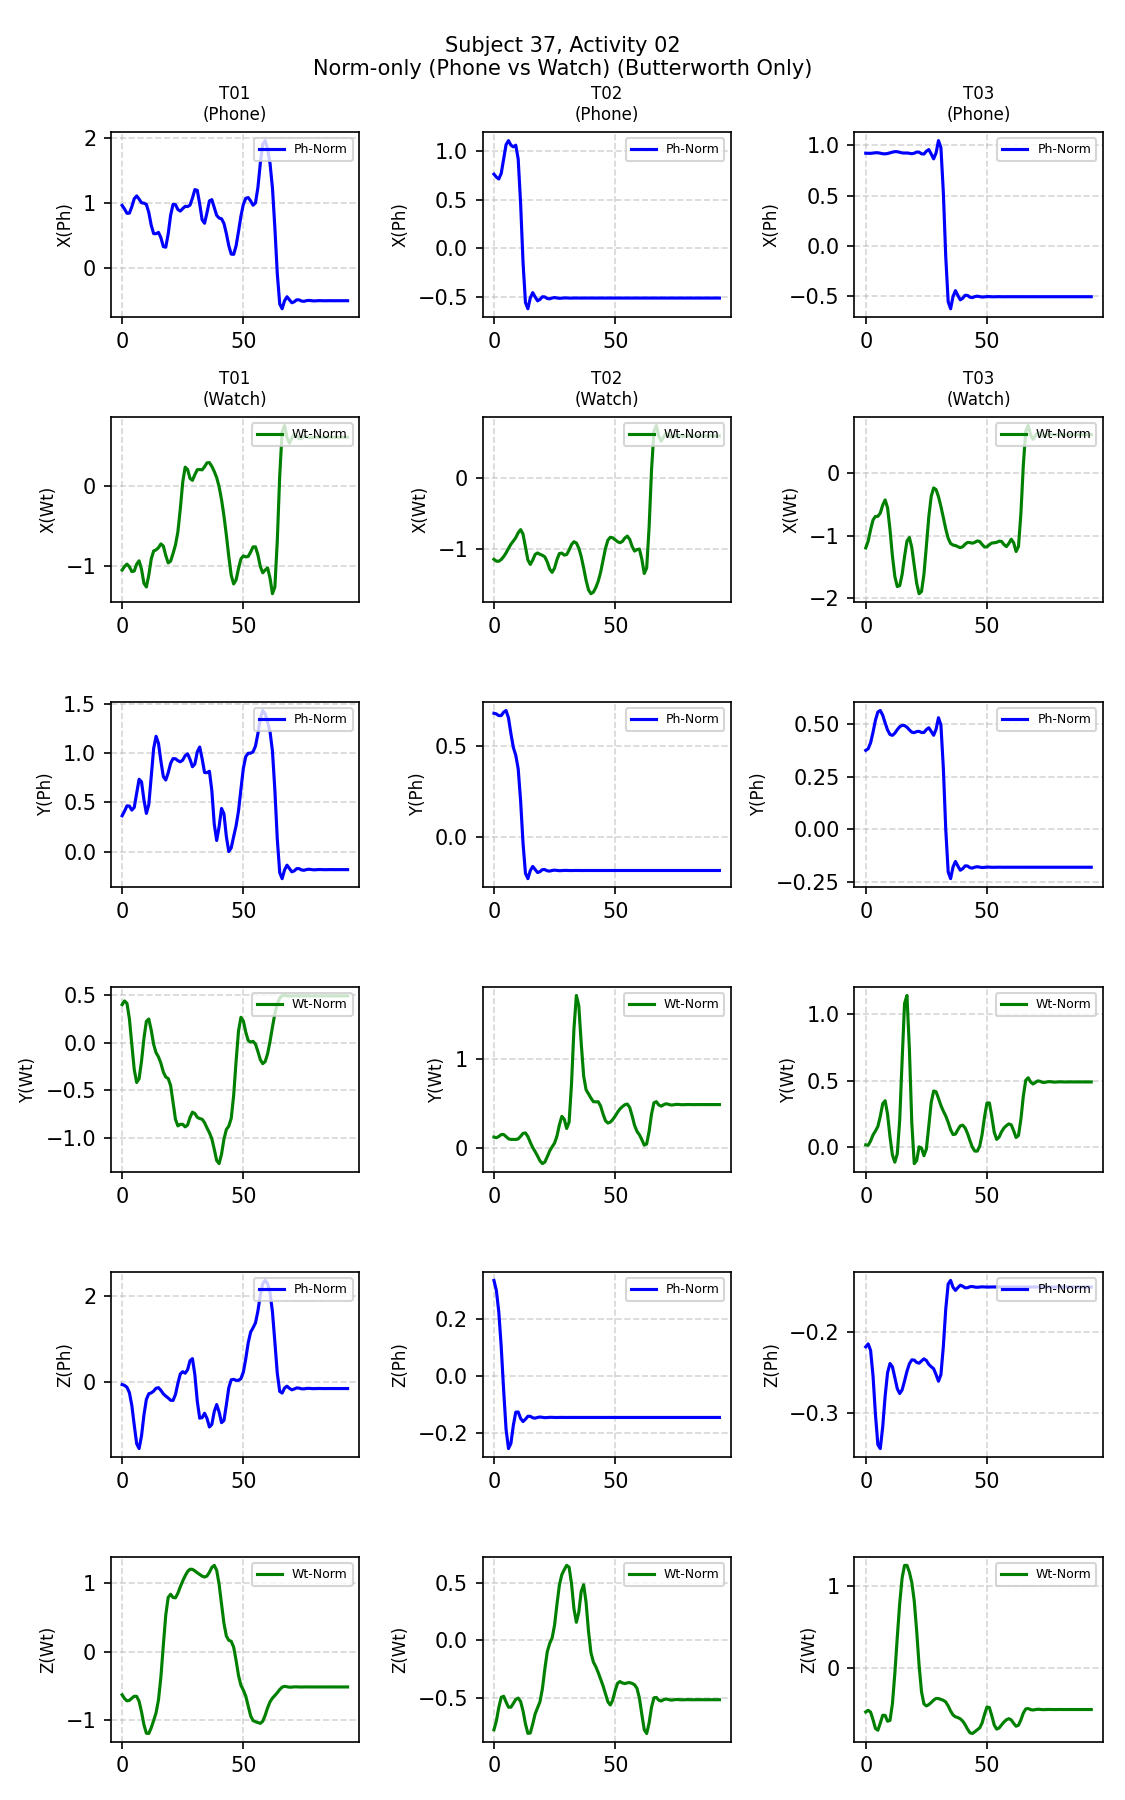 Subject 37, Activity 02
Norm-only (Phone vs Watch) (Butterworth Only)
T01
(Phone)
T02
(Phone)
T03
(Phone)
X(Ph)
2
1
0
0 50
Ph-Norm
X(Ph)
1.0
0.5
0.0
−0.5
0 50
Ph-Norm
X(Ph)
1.0
0.5
0.0
−0.5
0 50
Ph-Norm
T01
(Watch)
T02
(Watch)
T03
(Watch)
X(Wt)
0
−1
0 50
Wt-Norm
X(Wt)
0
−1
0 50
Wt-Norm
X(Wt)
0
−1
−2
0 50
Wt-Norm
Y(Ph)
1.5
1.0
0.5
0.0
0 50
Ph-Norm
Y(Ph)
0.5
0.0
0 50
Ph-Norm
Y(Ph)
0.50
0.25
0.00
−0.25
0 50
Ph-Norm
Y(Wt)
0.5
0.0
−0.5
−1.0
0 50
Wt-Norm
Y(Wt)
1
0
0 50
Wt-Norm
Y(Wt)
1.0
0.5
0.0
0 50
Wt-Norm
Z(Ph)
2
0
0 50
Ph-Norm
Z(Ph)
0.2
0.0
−0.2
0 50
Ph-Norm
Z(Ph)
−0.2
−0.3
0 50
Ph-Norm
Z(Wt)
1
0
−1
0 50
Wt-Norm
Z(Wt)
0.5
0.0
−0.5
0 50
Wt-Norm
Z(Wt)
1
0
0 50
Wt-Norm